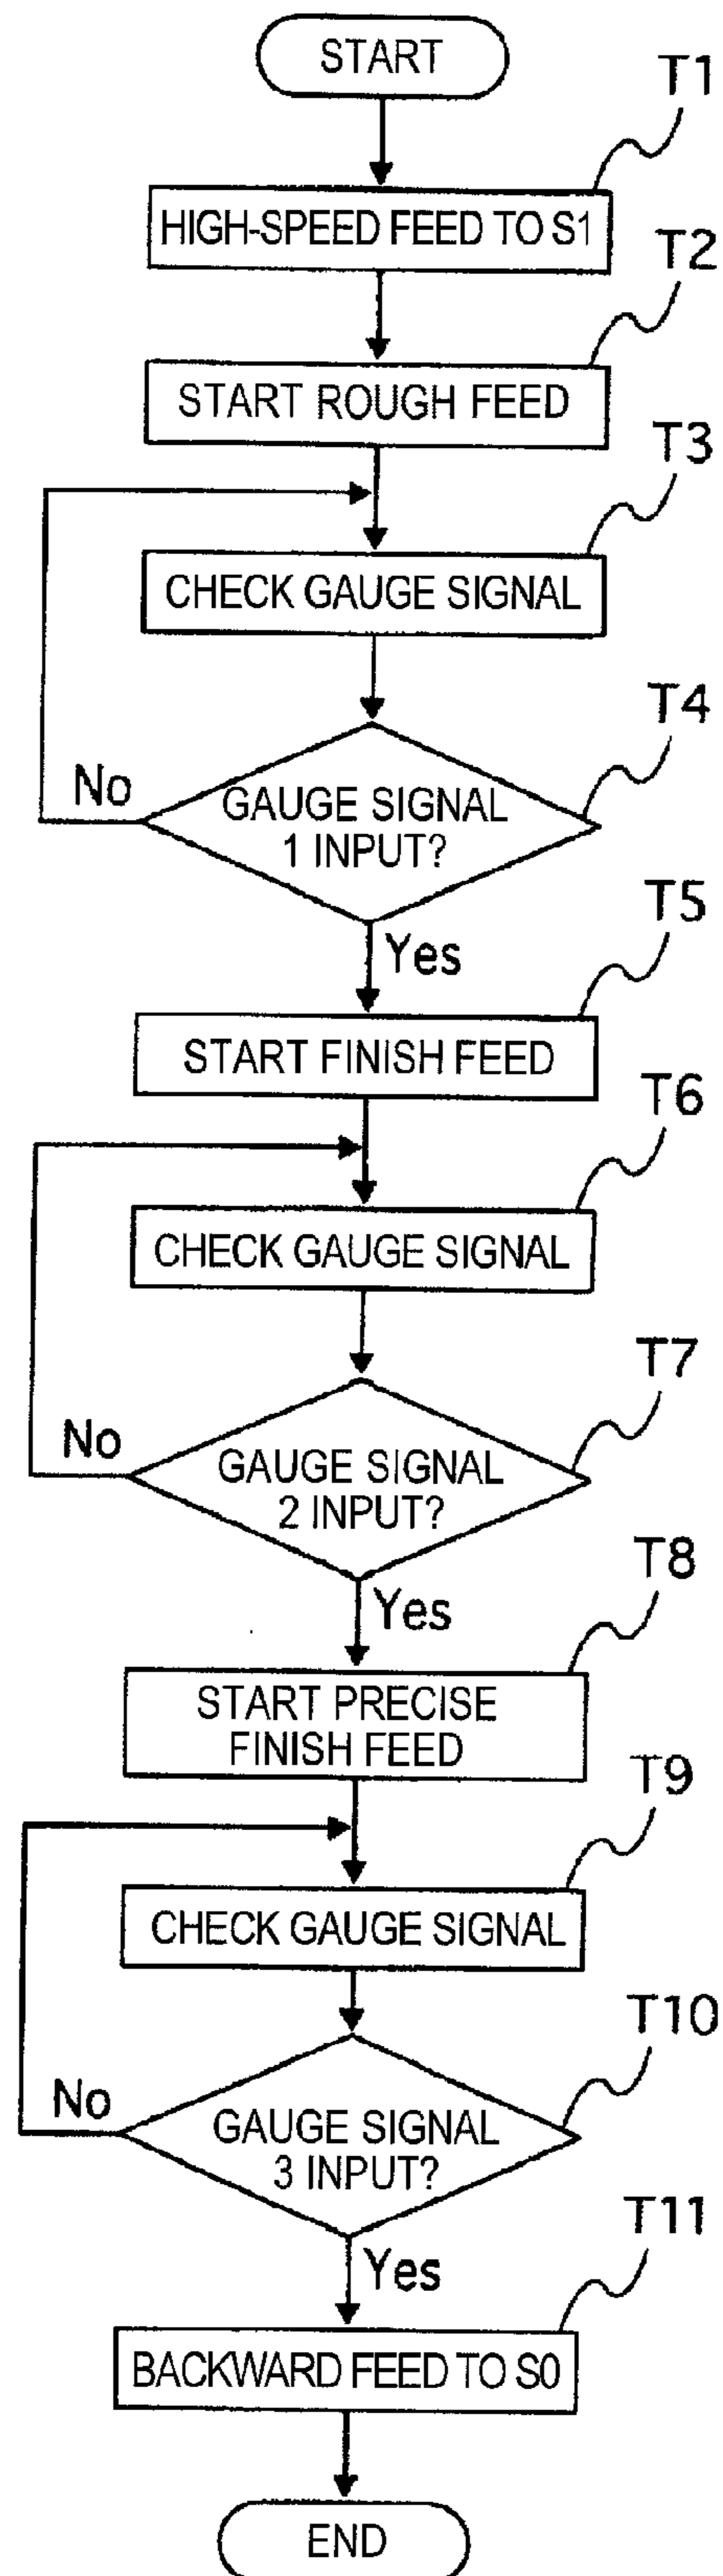 START
T1
HIGH-SPEED FEED TO S1
T2
START ROUGH FEED
T3
CHECK GAUGE SIGNAL
T4
No
GAUGE SIGNAL
1 INPUT?
Yes
T5
START FINISH FEED
T6
CHECK GAUGE SIGNAL
T7
No
GAUGE SIGNAL
2 INPUT?
Yes
T8
START PRECISE
FINISH FEED
T9
CHECK GAUGE SIGNAL
T10
No
GAUGE SIGNAL
3 INPUT?
Yes
T11
BACKWARD FEED TO S0
END